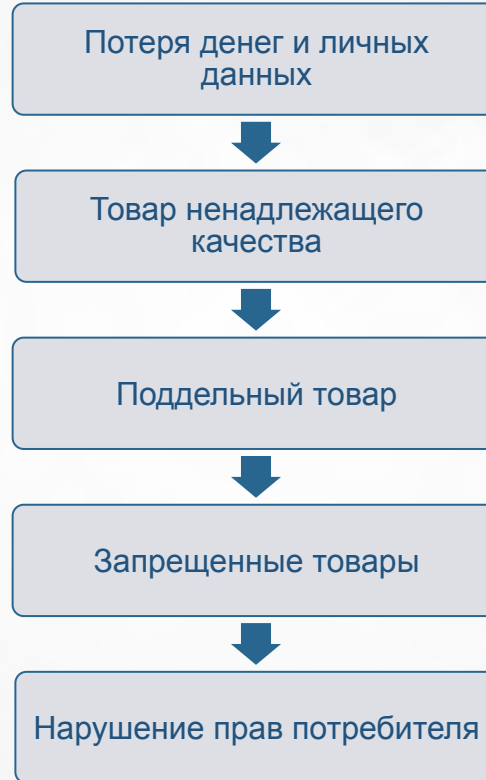 Потеря денег и личных
данных
Товар ненадлежащего
качества
Поддельный товар
Запрещенные товары
Нарушение прав потребителя